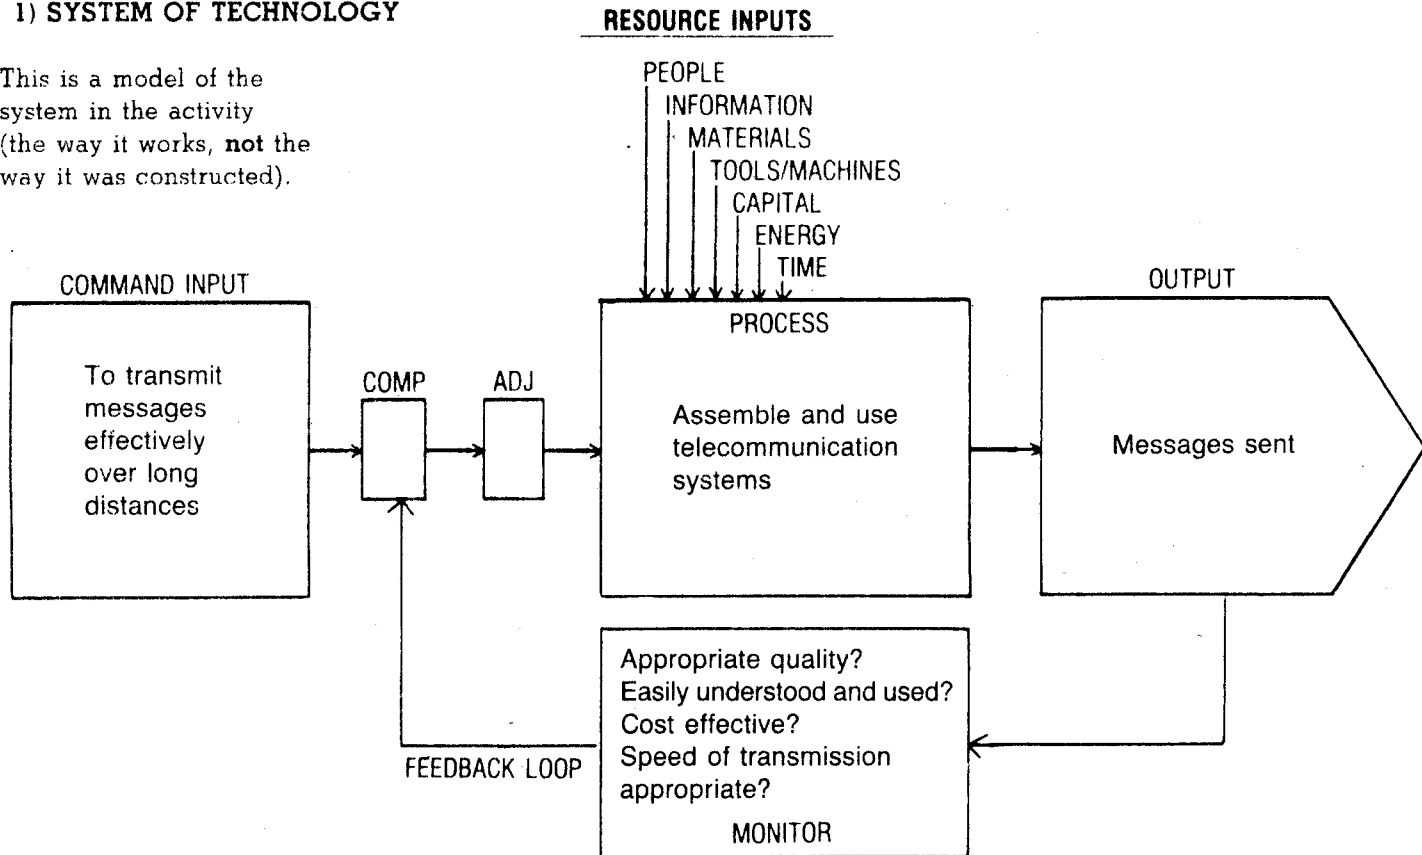 1) SYSTEM OF TECHNOLOGY
This is a model of the
system in the activity
(the way it works, not the
way it was constructed).
RESOURCE INPUTS
PEOPLE
INFORMATION
MATERIALS
TOOLS/MACHINES
CAPITAL
ENERGY
TIME
COMMAND INPUT
To transmit
messages
effectively
over long
distances
COMP
ADJ
PROCESS
Assemble and use
telecommunication
systems
OUTPUT
Messages sent
FEEDBACK LOOP
Appropriate quality?
Easily understood and used?
Cost effective?
Speed of transmission
appropriate?
MONITOR